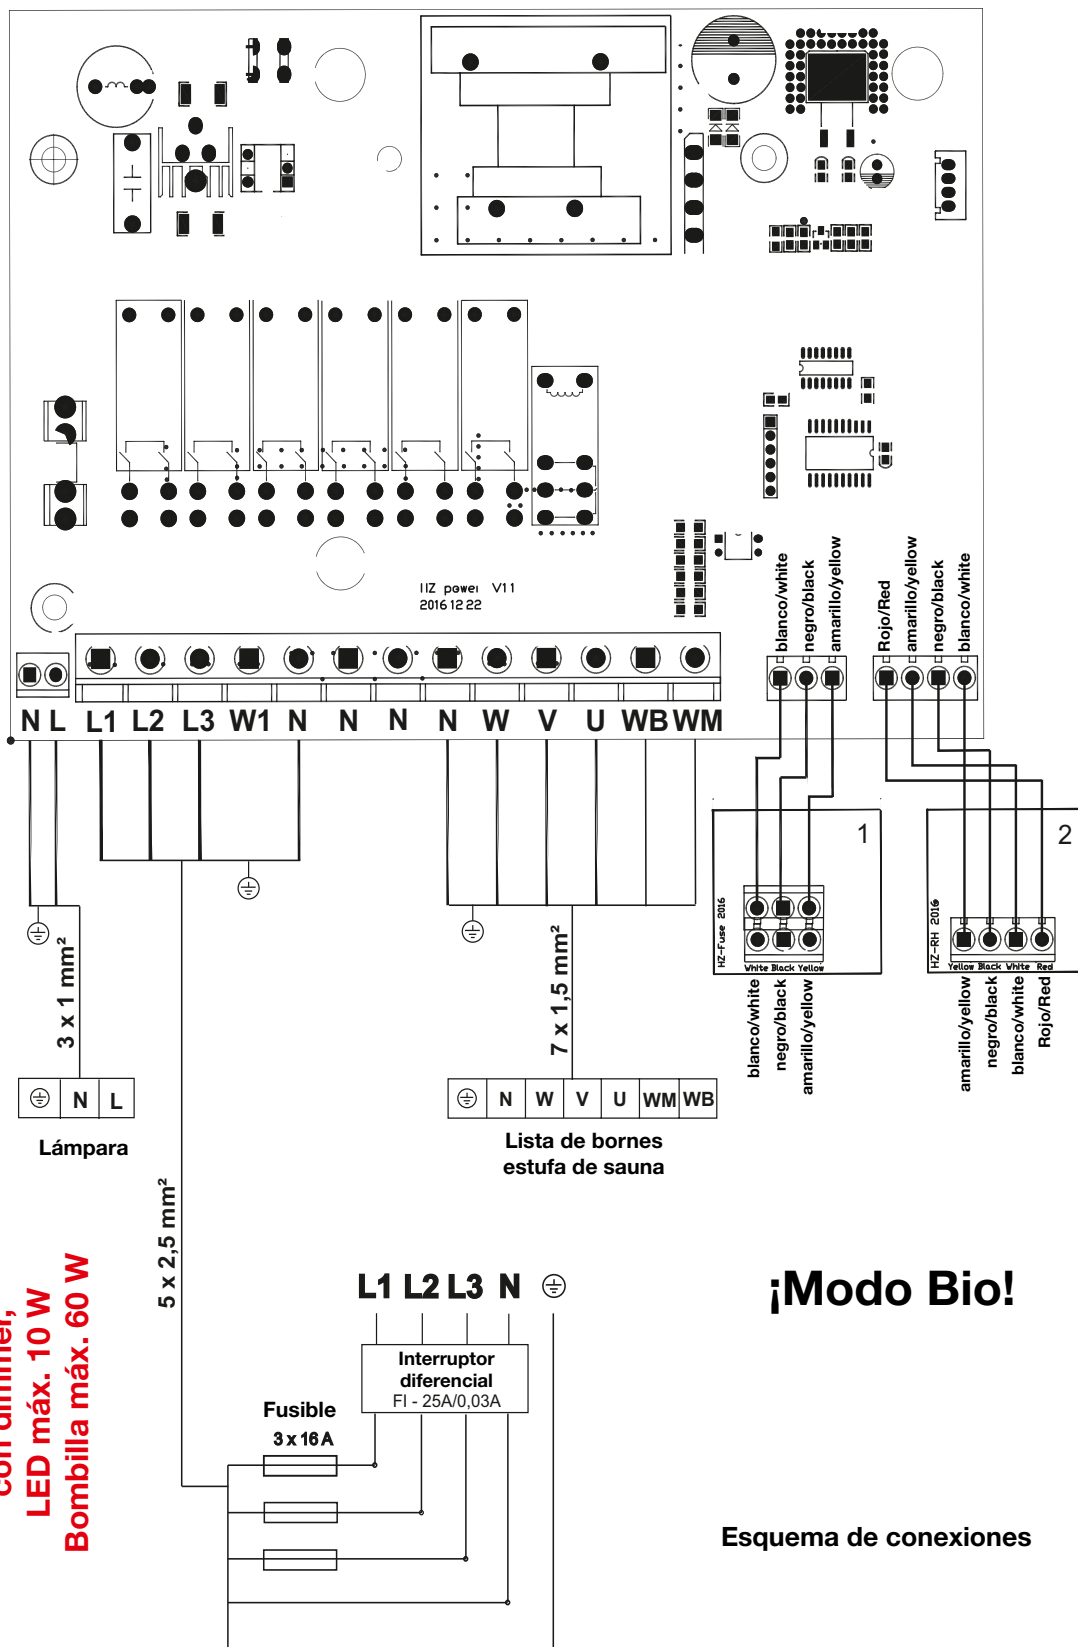 IIZ power V11
2016 12 22
blanco/white
negro/black
amarillo/yellow
Rojo/Red
amarillo/yellow
negro/black
blanco/white
N L L1 L2 L3 W1 N N N N W V U WB WM
1
2
HZ-Fuse 2016
HZ-RH 2016
White Black Yellow
Yellow Black White Red
blanco/white
negro/black
amarillo/yellow
amarillo/yellow
negro/black
blanco/white
Rojo/Red
3 x 1 mm²
7 x 1,5 mm²
N L
Lámpara
N W V U WM WB
Lista de bornes
estufa de sauna
5 x 2,5 mm²
con dimmer,
LED máx. 10 W
Bombilla máx. 60 W
L1 L2 L3 N
¡Modo Bio!
Interruptor
diferencial
FI - 25A/0,03A
Fusible
3 x 16 A
Esquema de conexiones